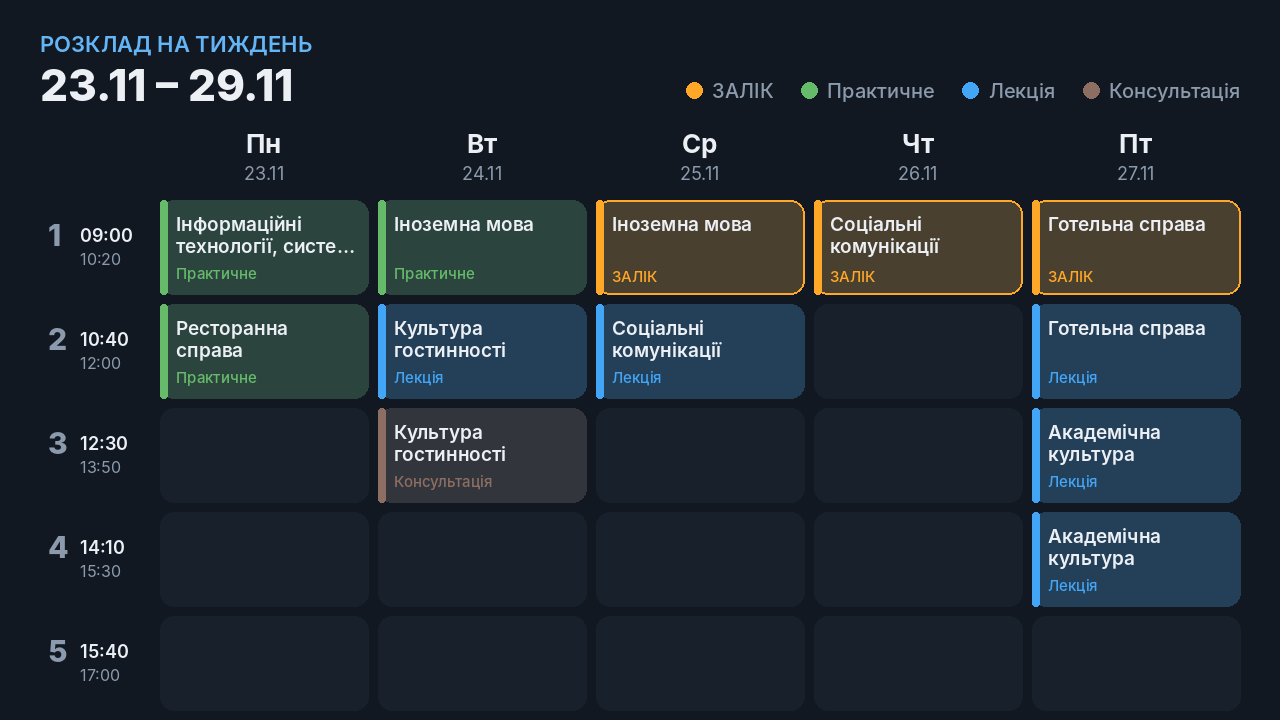 РОЗКЛАД НА ТИЖДЕНЬ
23.11 – 29.11
ЗАЛІК Практичне Лекція Консультація
Пн Вт Ср Чт Пт
23.11 24.11 25.11 26.11 27.11
1 09:00
10:20
Інформаційні
технології, систе...
Практичне
Іноземна мова
Практичне
Іноземна мова
ЗАЛІК
Соціальні
комунікації
ЗАЛІК
Готельна справа
ЗАЛІК
2 10:40
12:00
Ресторанна
справа
Практичне
Культура
гостинності
Лекція
Соціальні
комунікації
Лекція
Готельна справа
Лекція
3 12:30
13:50
Культура
гостинності
Консультація
Академічна
культура
Лекція
4 14:10
15:30
Академічна
культура
Лекція
5 15:40
17:00